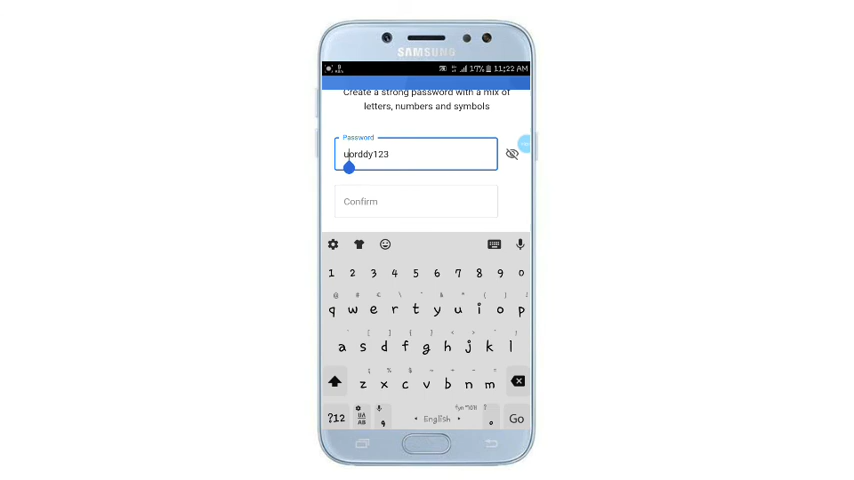 SAMSUNG
17% 11:22 AM
Create a strong password with a mix of
letters, numbers and symbols
Password
uorddy123
Confirm
1 2 3 4 5 6 7 8 9 0
q w e r t y u i o p
a s d f g h j k l
z x c v b n m
?12 English Go